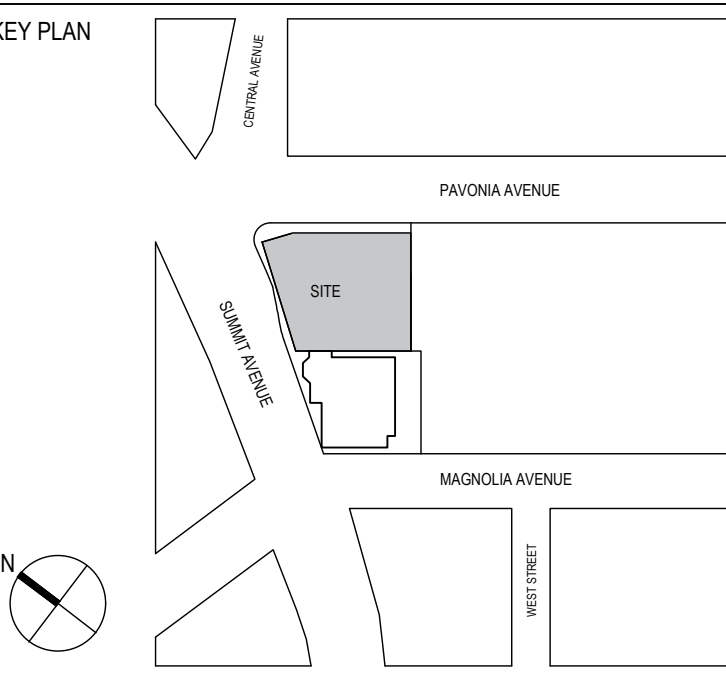 KEY PLAN
CENTRAL AVENUE
PAVONIA AVENUE
SITE
SUMMIT AVENUE
MAGNOLIA AVENUE
WEST STREET
N